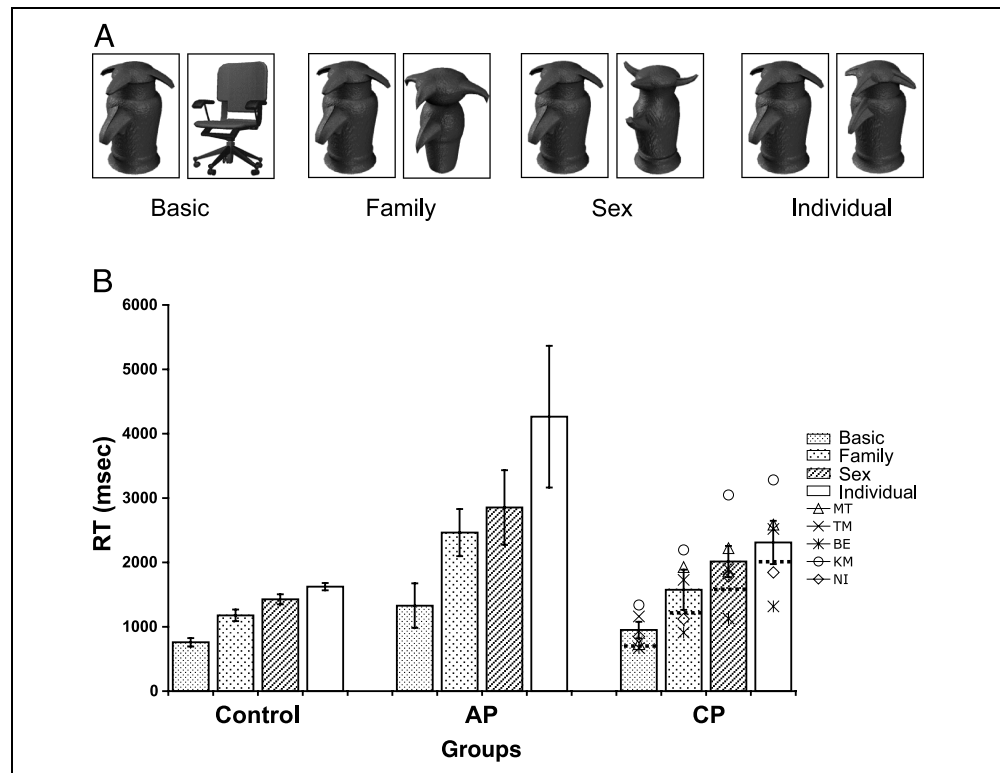 A
Basic
Family
Sex
Individual
B
6000
5000
4000
3000
2000
1000
0
RT (msec)
Control
AP
CP
Groups
Basic
Family
Sex
Individual
MT
TM
BE
KM
NI